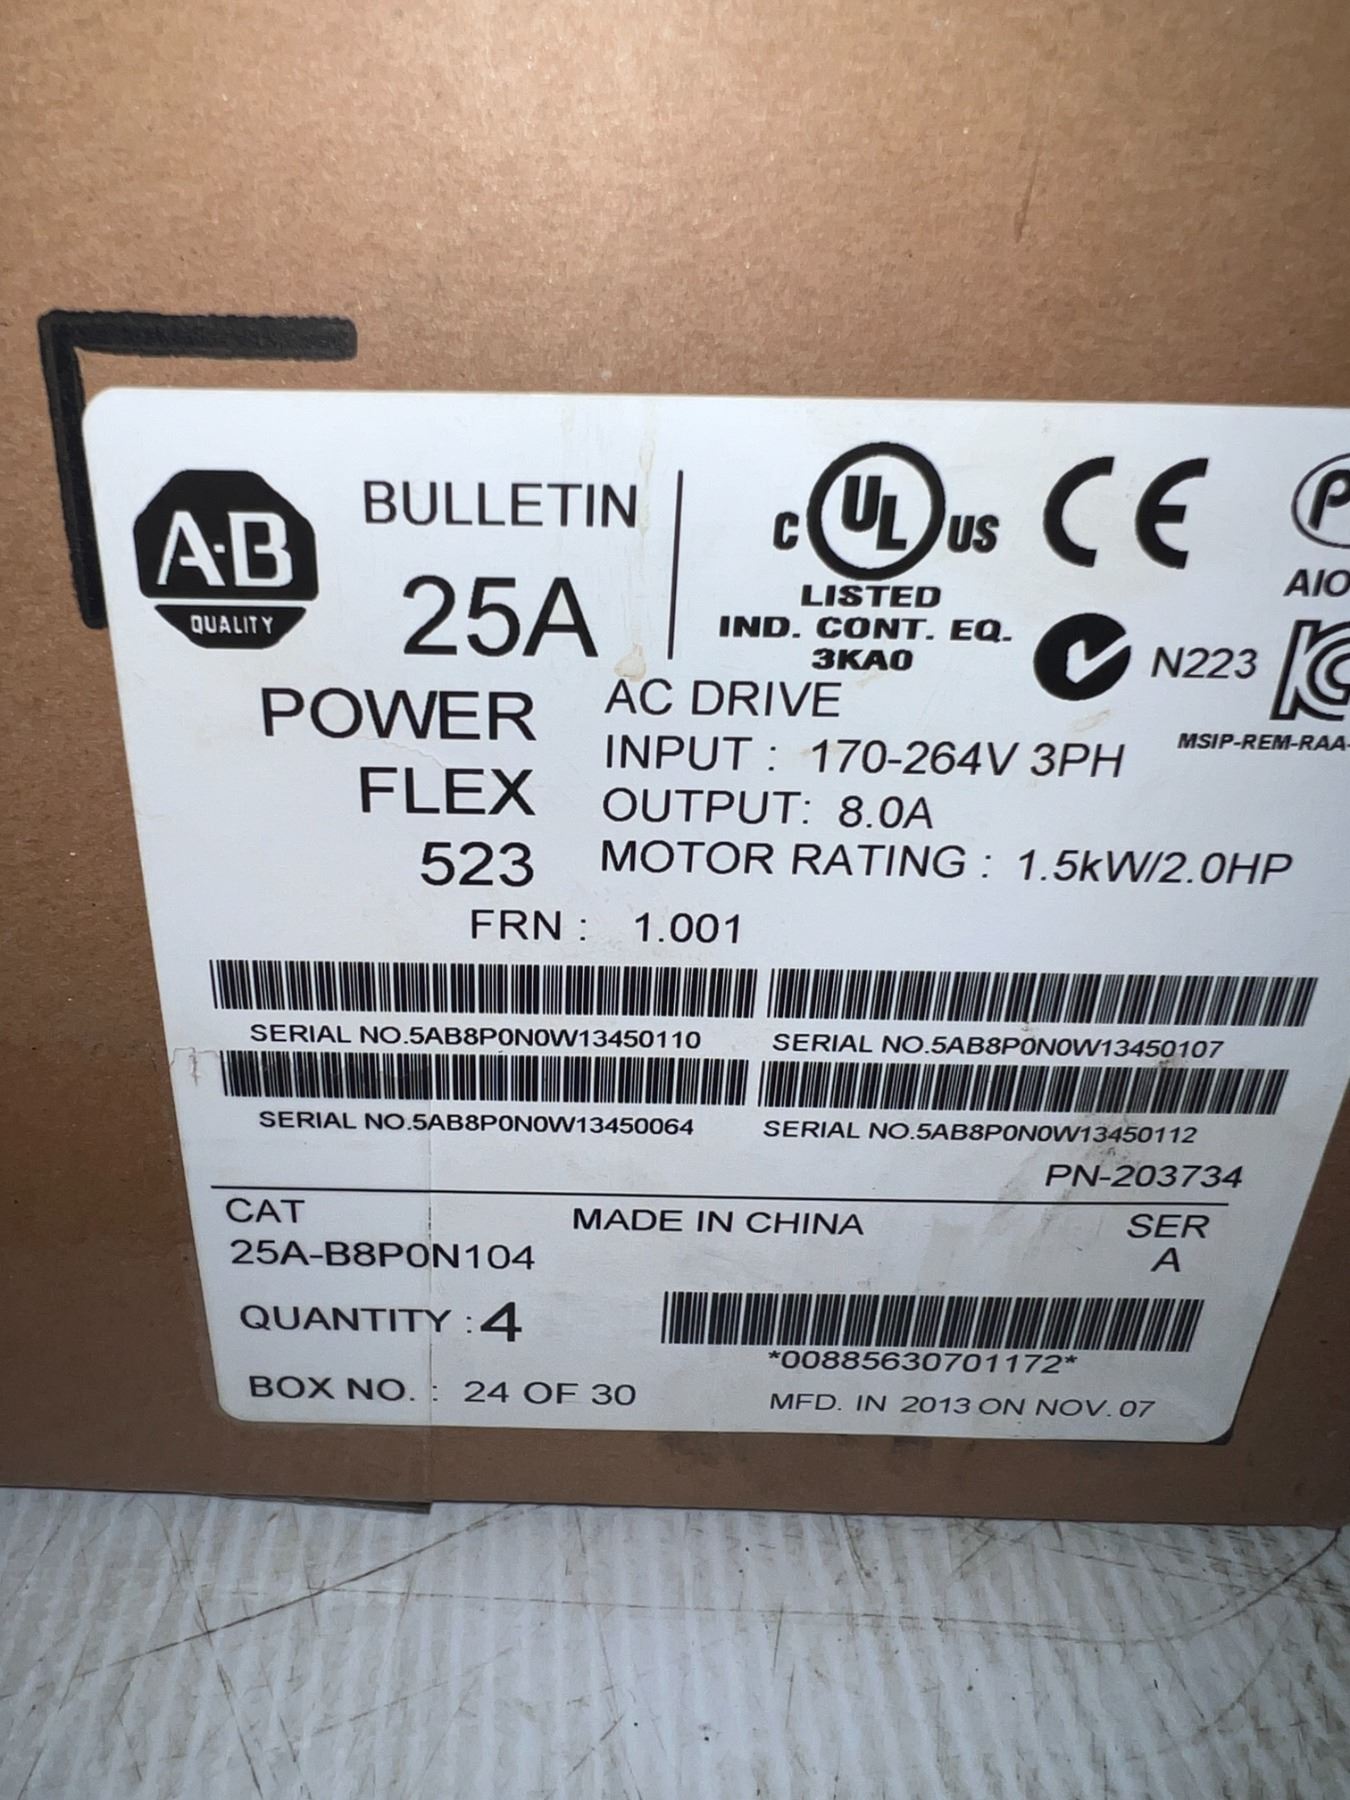 A-B
QUALITY
BULLETIN
25A
C UL US
LISTED
IND. CONT. EQ.
3KA0
CE
N223
MSIP-REM-RAA-
POWER
FLEX
523
AC DRIVE
INPUT : 170-264V 3PH
OUTPUT: 8.0A
MOTOR RATING : 1.5kW/2.0HP
FRN : 1.001
SERIAL NO.5AB8P0N0W13450110
SERIAL NO.5AB8P0N0W13450107
SERIAL NO.5AB8P0N0W13450064
SERIAL NO.5AB8P0N0W13450112
PN-203734
CAT
25A-B8P0N104
MADE IN CHINA
SER
A
QUANTITY : 4
*00885630701172*
BOX NO. : 24 OF 30
MFD. IN 2013 ON NOV. 07